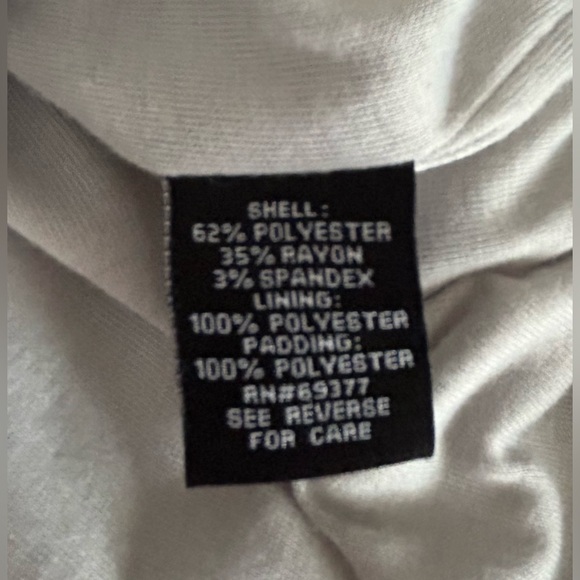 SHELL:
62% POLYESTER
35% RAYON
3% SPANDEX
LINING:
100% POLYESTER
PADDING:
100% POLYESTER
RN#69377
SEE REVERSE
FOR CARE